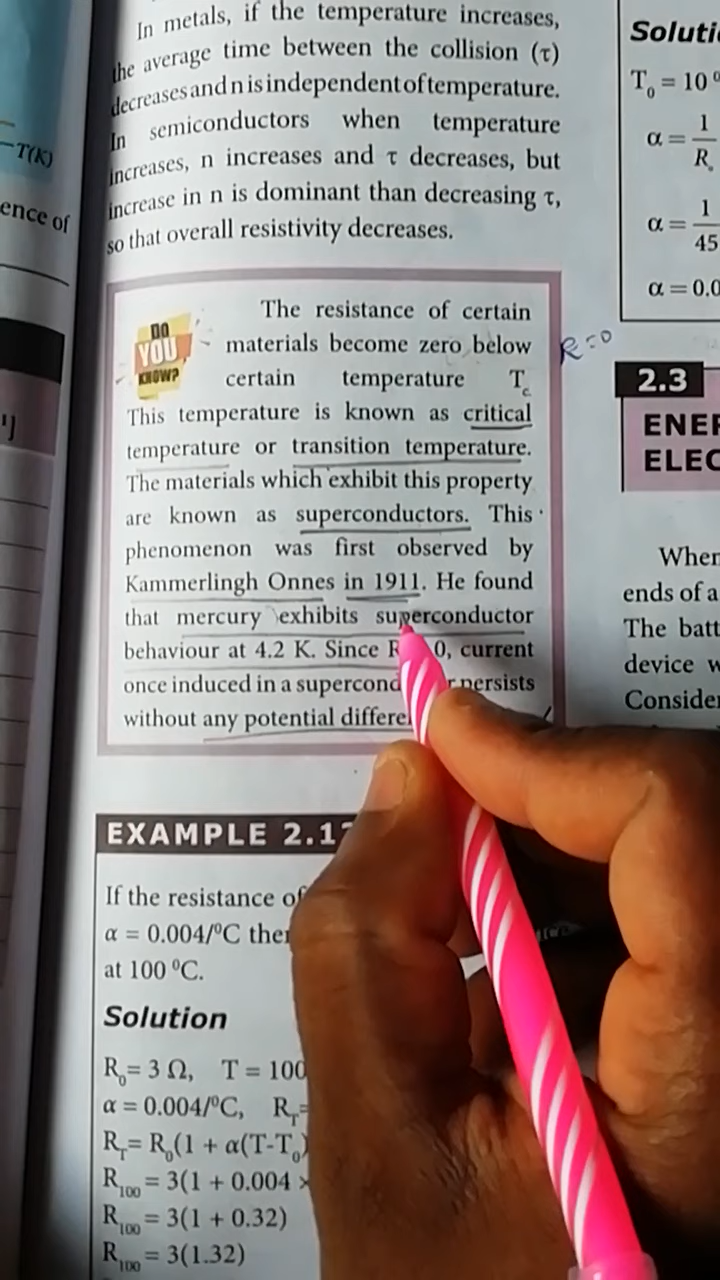 –T(K)
ence of
]
In metals, if the temperature increases,
the average time between the collision (τ)
decreases and n is independent of temperature.
In semiconductors when temperature
increases, n increases and τ decreases, but
increase in n is dominant than decreasing τ,
so that overall resistivity decreases.
DO
YOU
KNOW?
The resistance of certain
materials become zero below
certain temperature Tc
This temperature is known as critical
temperature or transition temperature.
The materials which exhibit this property
are known as superconductors. This
phenomenon was first observed by
Kammerlingh Onnes in 1911. He found
that mercury exhibits superconductor
behaviour at 4.2 K. Since R 0, current
once induced in a supercond r persists
without any potential differe
R=0
EXAMPLE 2.1
If the resistance of
α = 0.004/⁰C the
at 100 ⁰C.
Solution
R₀= 3 Ω, T = 100
α = 0.004/⁰C, R_T=
R_T= R₀(1 + α(T-T₀)
R₁₀₀ = 3(1 + 0.004 ×
R₁₀₀ = 3(1 + 0.32)
R₁₀₀ = 3(1.32)
Soluti
T₀ = 10⁰
α = 1
R
α = 1
45
α = 0.0
2.3
ENE
ELEC
When
ends of a
The batt
device w
Consider